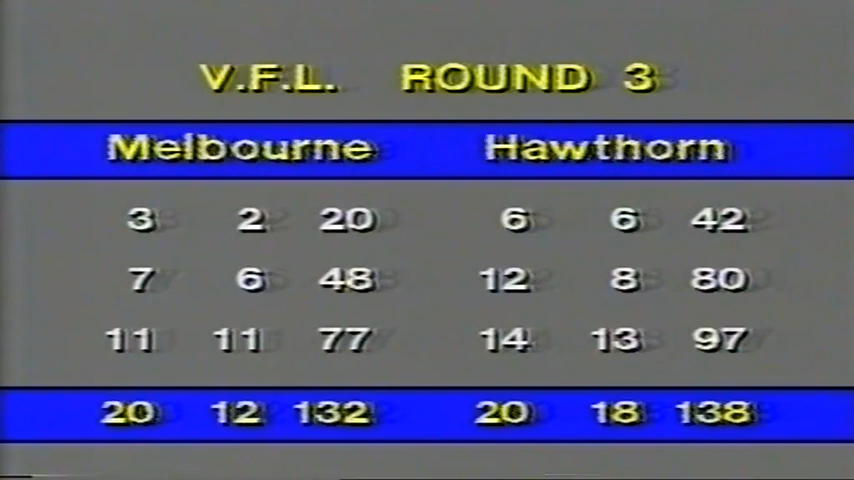 V.F.L. ROUND 3
Melbourne Hawthorn
3 2 20 6 6 42
7 6 48 12 8 80
11 11 77 14 13 97
20 12 132 20 18 138